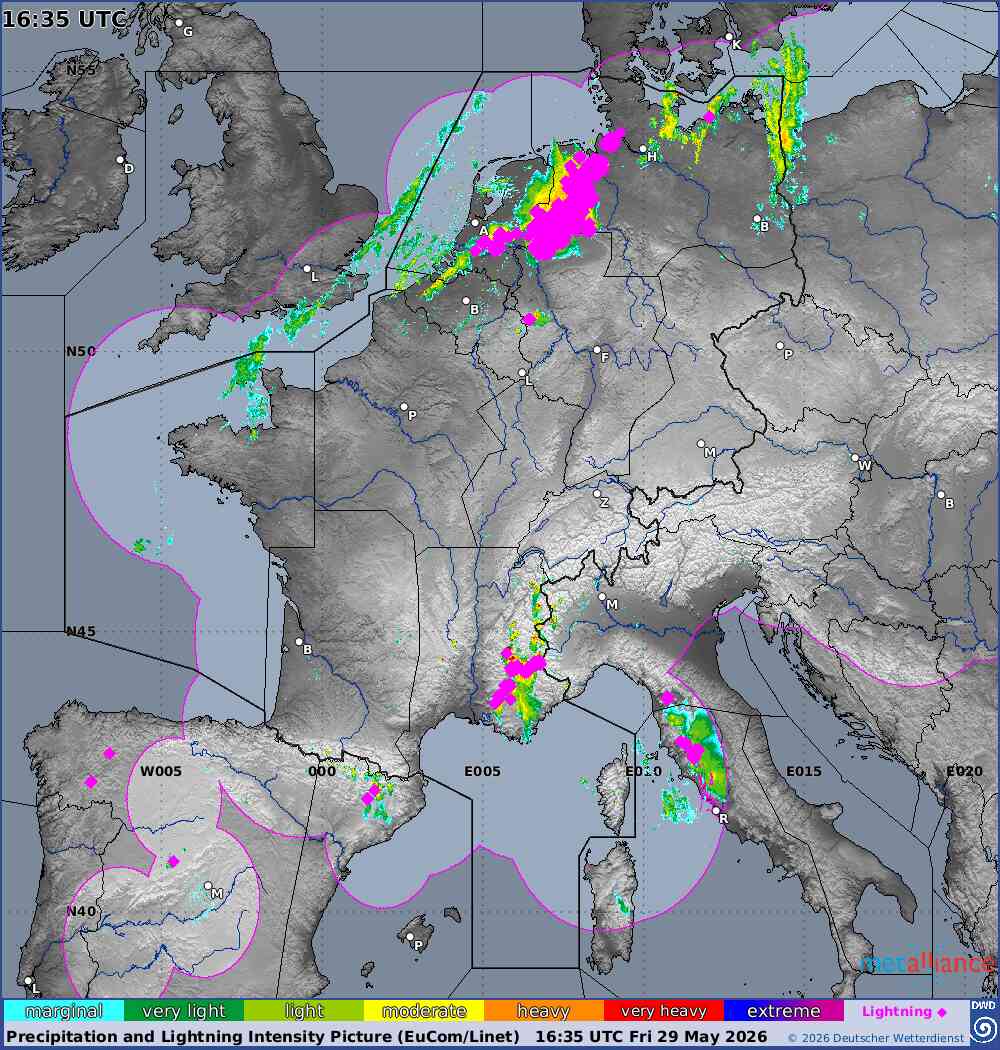 16:35 UTC
G
K
N55
H
D
A
B
L
B
N50
F
P
L
P
M
W
Z
B
M
N45
B
W005
000
E005
E010
E015
E020
R
M
N40
P
metalliance
L
marginal very light light moderate heavy very heavy extreme Lightning
DWD
Precipitation and Lightning Intensity Picture (EuCom/Linet) 16:35 UTC Fri 29 May 2026 © 2026 Deutscher Wetterdienst